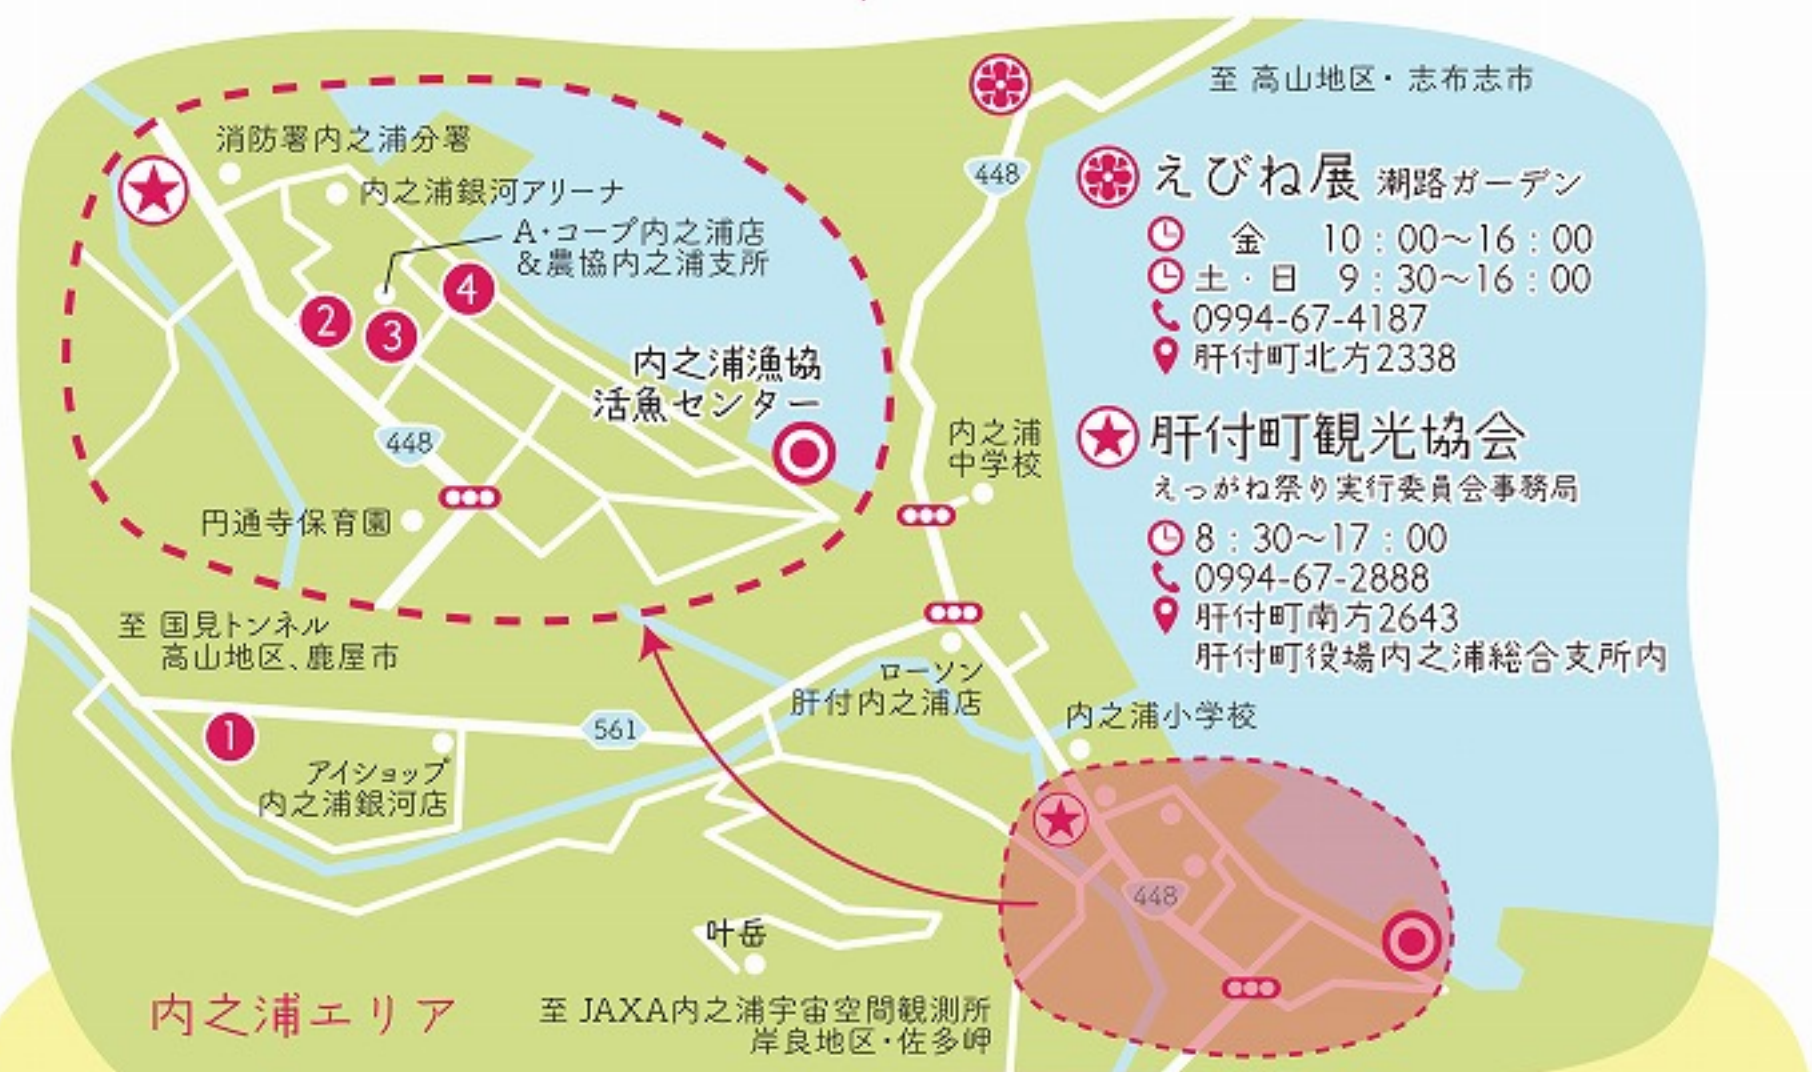 至 高山地区・志布志市
448
えびね展 潮路ガーデン
金 10:00〜16:00
土・日 9:30〜16:00
0994-67-4187
肝付町北方2338
肝付町観光協会
えっがね祭り実行委員会事務局
8:30〜17:00
0994-67-2888
肝付町南方2643
肝付町役場内之浦総合支所内
消防署内之浦分署
内之浦銀河アリーナ
A・コープ内之浦店
&農協内之浦支所
4
2
3
内之浦漁協
活魚センター
448
円通寺保育園
内之浦
中学校
至 国見トンネル
高山地区、鹿屋市
ローソン
肝付内之浦店
内之浦小学校
1
561
アイショップ
内之浦銀河店
448
叶岳
内之浦エリア
至 JAXA内之浦宇宙空間観測所
岸良地区・佐多岬